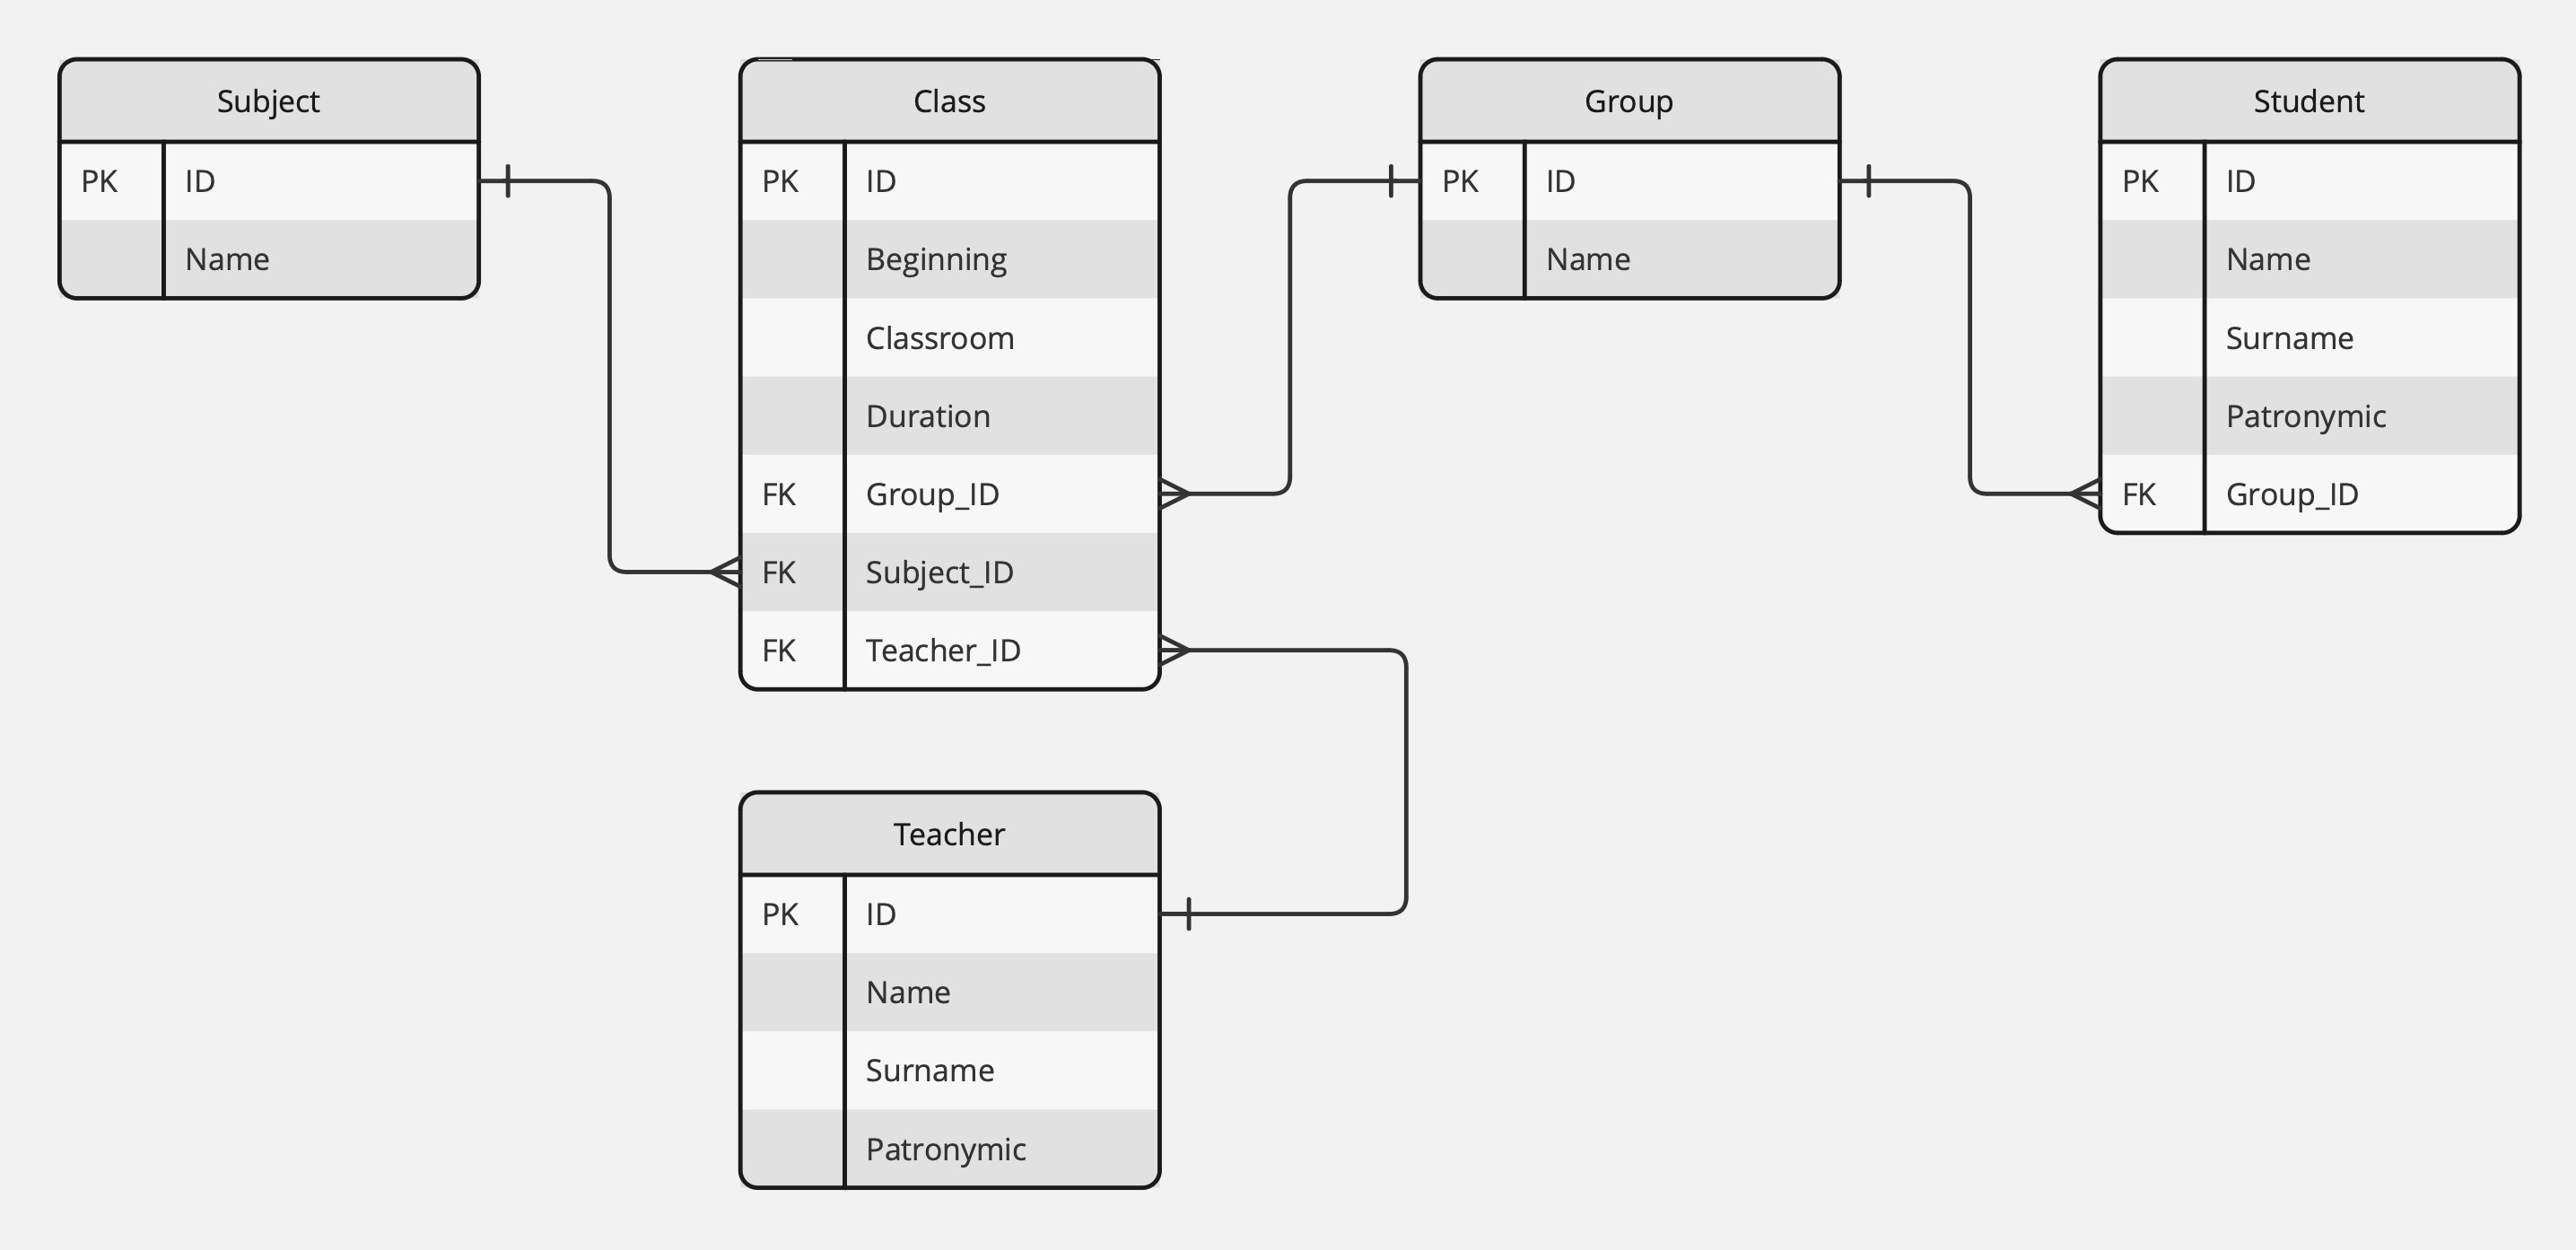 Subject
PK ID
Name
Class
PK ID
Beginning
Classroom
Duration
FK Group_ID
FK Subject_ID
FK Teacher_ID
Group
PK ID
Name
Student
PK ID
Name
Surname
Patronymic
FK Group_ID
Teacher
PK ID
Name
Surname
Patronymic